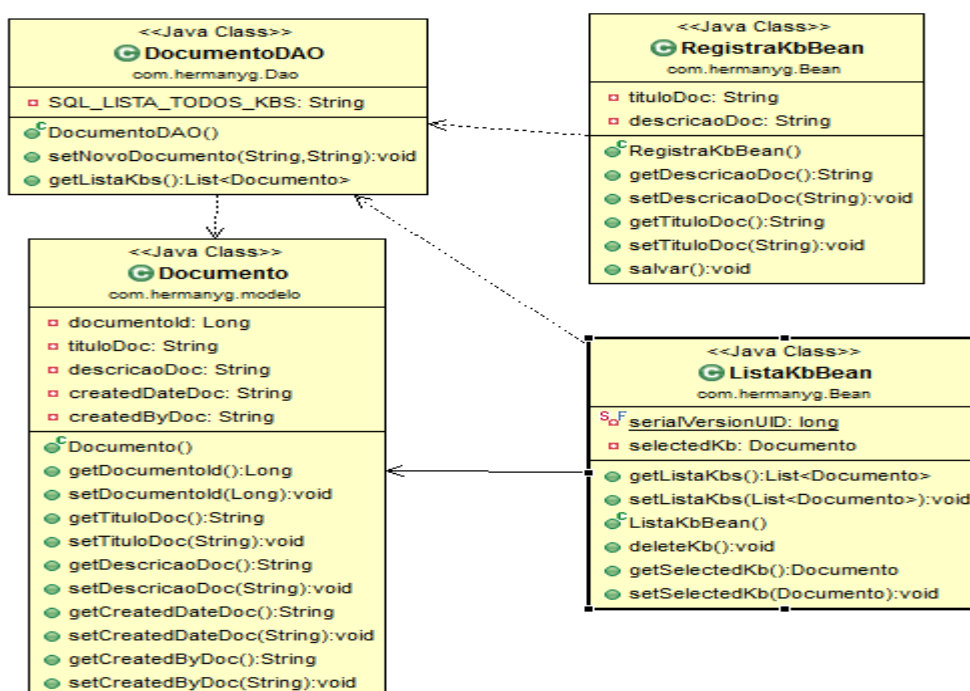 <<Java Class>>
DocumentoDAO
com.hermanyg.Dao
SQL_LISTA_TODOS_KBS: String
DocumentoDAO()
setNovoDocumento(String,String):void
getListaKbs():List<Documento>
<<Java Class>>
RegistraKbBean
com.hermanyg.Bean
tituloDoc: String
descricaoDoc: String
RegistraKbBean()
getDescricaoDoc():String
setDescricaoDoc(String):void
getTituloDoc():String
setTituloDoc(String):void
salvar():void
<<Java Class>>
Documento
com.hermanyg.modelo
documentoId: Long
tituloDoc: String
descricaoDoc: String
createdDateDoc: String
createdByDoc: String
Documento()
getDocumentoId():Long
setDocumentoId(Long):void
getTituloDoc():String
setTituloDoc(String):void
getDescricaoDoc():String
setDescricaoDoc(String):void
getCreatedDateDoc():String
setCreatedDateDoc(String):void
getCreatedByDoc():String
setCreatedByDoc(String):void
<<Java Class>>
ListaKbBean
com.hermanyg.Bean
serialVersionUID: long
selectedKb: Documento
getListaKbs():List<Documento>
setListaKbs(List<Documento>):void
ListaKbBean()
deleteKb():void
getSelectedKb():Documento
setSelectedKb(Documento):void